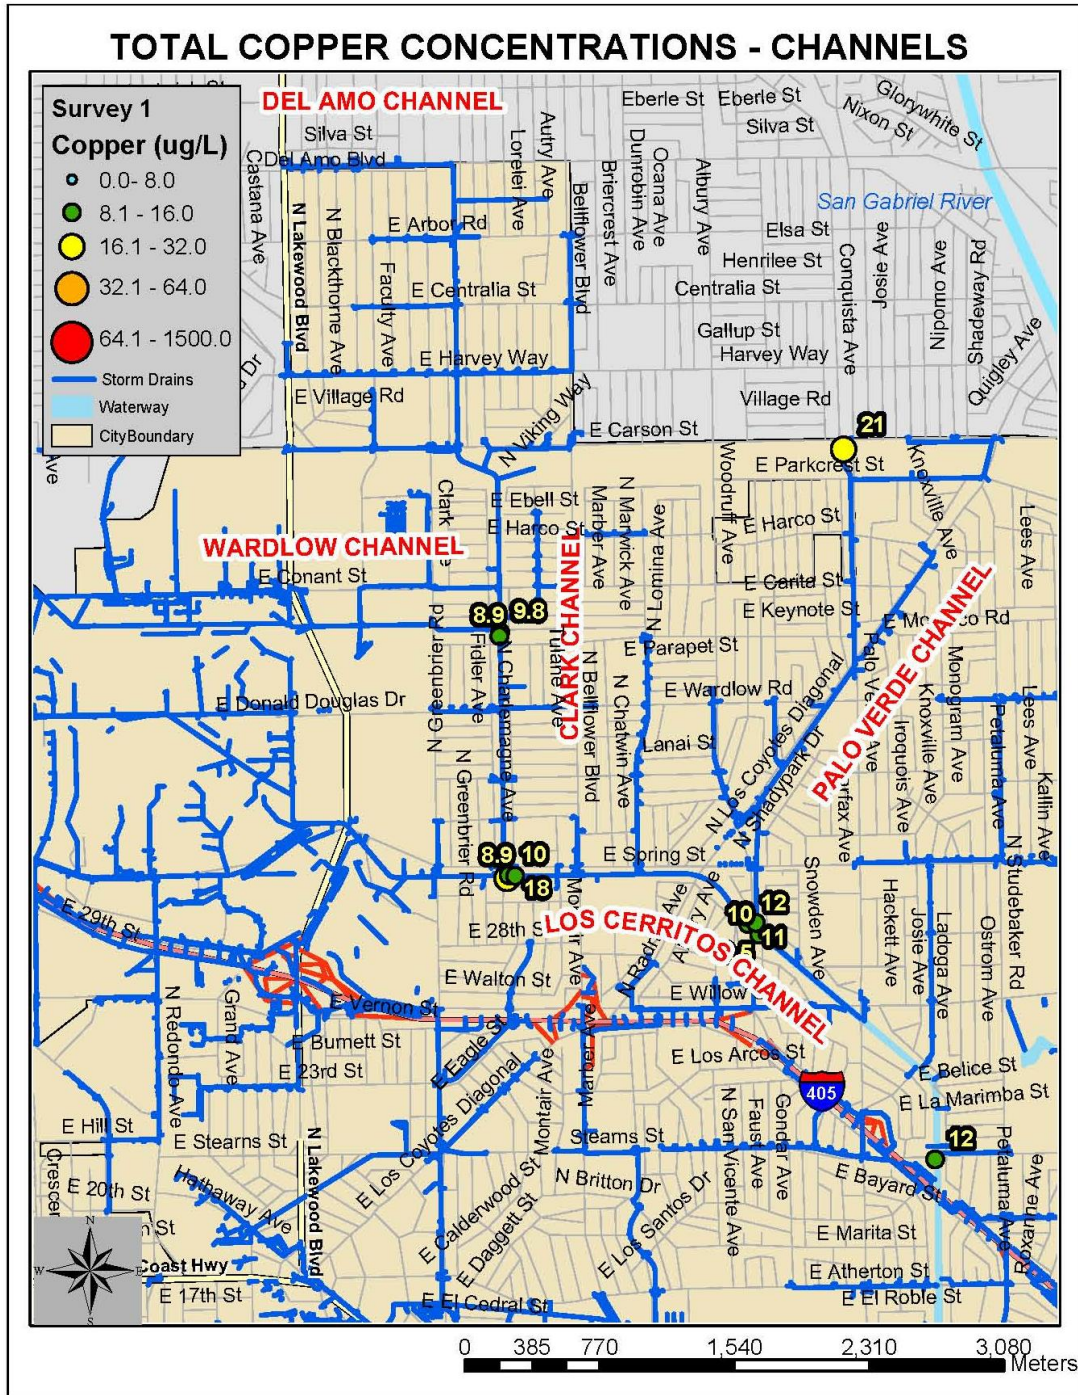 TOTAL COPPER CONCENTRATIONS - CHANNELS
Survey 1
Copper (ug/L)
0.0- 8.0
8.1 - 16.0
16.1 - 32.0
32.1 - 64.0
64.1 - 1500.0
Storm Drains
Waterway
CityBoundary
DEL AMO CHANNEL
Silva St
Del Amo Blvd
Castana Ave
N Lakewood Blvd
N Blackthorne Ave
Faculty Ave
E Arbor Rd
Lorelei Ave
Autry Ave
Bellflower Blvd
Briercrest Ave
Dunrobin Ave
Ocana Ave
Albury Ave
Eberle St
Eberle St
Silva St
Nixon St
Glorywhite St
San Gabriel River
Elsa St
Henrilee St
Centralia St
Gallup St
Harvey Way
Village Rd
Conquista Ave
Josie Ave
Nipomo Ave
Shadeway Rd
Quigley Ave
E Centralia St
E Harvey Way
E Village Rd
N Viking Way
E Carson St
21
E Parkcrest St
Knoxville Ave
Woodruff Ave
Ave
Clark
E Ebell St
E Harco St
Marber Ave
N Marwick Ave
N Lomina Ave
E Harco St
E Carita St
E Keynote St
Lees Ave
WARDLOW CHANNEL
E Conant St
CLARK CHANNEL
PALO VERDE CHANNEL
8.9
9.8
N Greenbrier Rd
Fidler Ave
N Charlemagne Ave
Tulane Ave
N Bellflower Blvd
N Chatwin Ave
E Parapet St
E Wardlow Rd
Lanai St
N Los Coyotes Diagonal
N Shadypark Dr
E Donald Douglas Dr
N Greenbrier Rd
Iroquois Ave
Knoxville Ave
Monogram Ave
Petaluma Ave
Lees Ave
Kallin Ave
N Studebaker Rd
8.9
10
18
E Spring St
Snowden Ave
Hackett Ave
Josie Ave
Ladoga Ave
Ostrom Ave
10
12
11
5
LOS CERRITOS CHANNEL
E 29th St
E 28th S
E Walton St
E Willow
E Vernon St
N Redondo Ave
Grand Ave
E Burnett St
E 23rd St
E Eagle St
E Los Coyotes Diagonal
Montair Ave
Marber Ave
E Los Arcos St
405
E Belice St
E La Marimba St
E Hill St
E Stearns St
N Lakewood Blvd
Stearns St
N San Vicente Ave
Faust Ave
Gondar Ave
12
E Bayard St
Petaluma Ave
Roxanne Ave
Crescen
E 20th St
Hathaway Ave
E Calderwood St
E Daggett St
N Britton Dr
E Los Santos Dr
E Marita St
E Atherton St
E El Roble St
n St
Coast Hwy
E 17th St
E El Cedral St
N
W
E
S
0 385 770 1,540 2,310 3,080
Meters